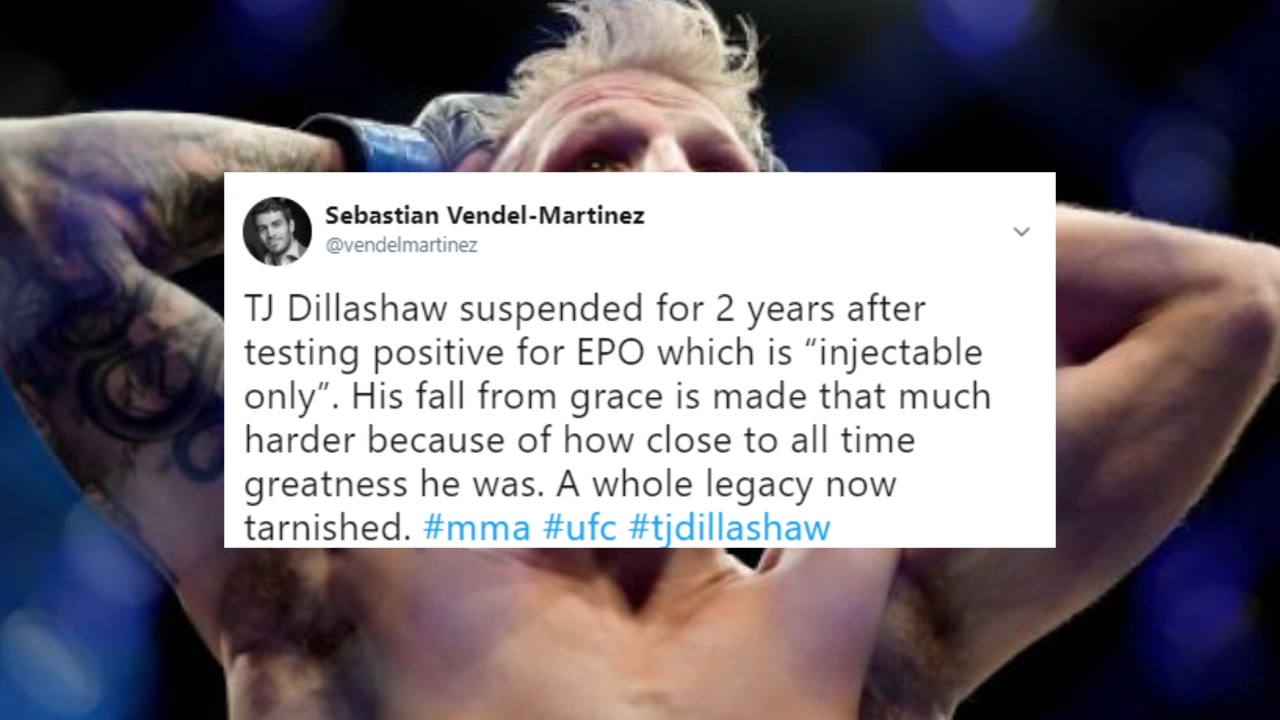 Sebastian Vendel-Martinez
@vendelmartinez
TJ Dillashaw suspended for 2 years after
testing positive for EPO which is “injectable
only”. His fall from grace is made that much
harder because of how close to all time
greatness he was. A whole legacy now
tarnished. #mma #ufc #tjdillashaw